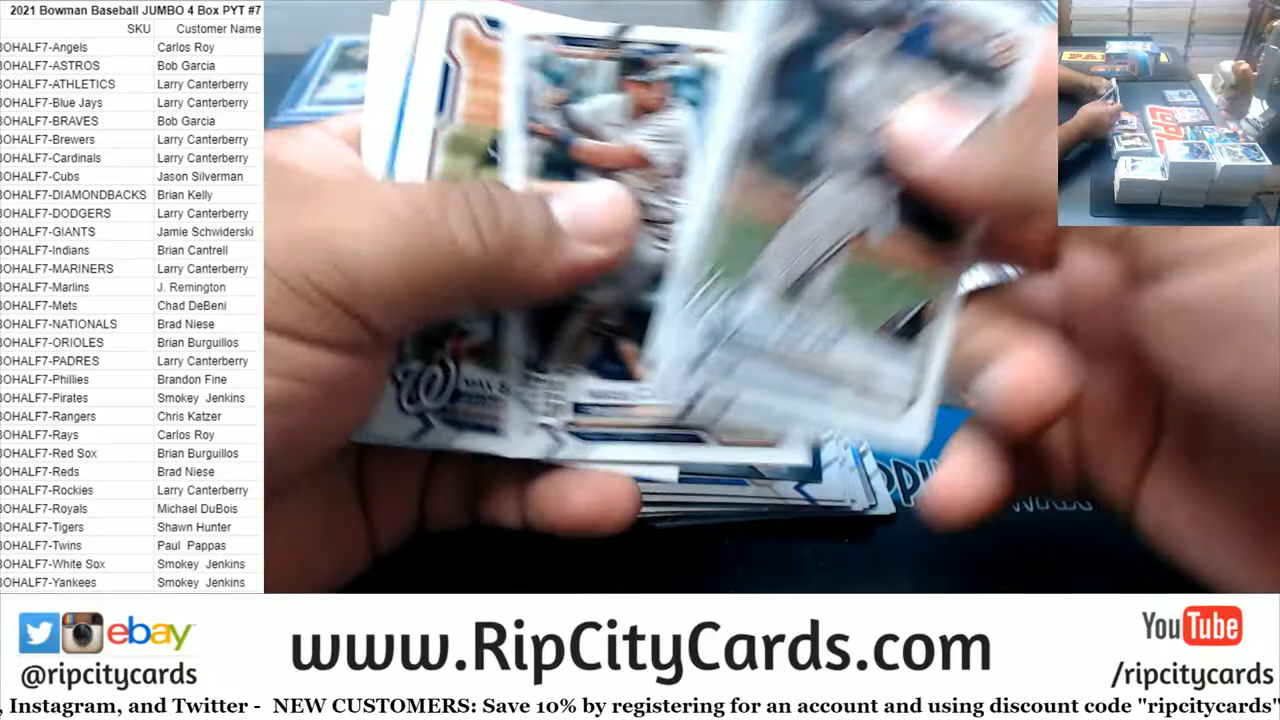 2021 Bowman Baseball JUMBO 4 Box PYT #7
SKU Customer Name
BOHALF7-Angels Carlos Roy
BOHALF7-ASTROS Bob Garcia
BOHALF7-ATHLETICS Larry Canterberry
BOHALF7-Blue Jays Larry Canterberry
BOHALF7-BRAVES Bob Garcia
BOHALF7-Brewers Larry Canterberry
BOHALF7-Cardinals Larry Canterberry
BOHALF7-Cubs Jason Silverman
BOHALF7-DIAMONDBACKS Brian Kelly
BOHALF7-DODGERS Larry Canterberry
BOHALF7-GIANTS Jamie Schwiderski
BOHALF7-Indians Brian Cantrell
BOHALF7-MARINERS Larry Canterberry
BOHALF7-Marlins J. Remington
BOHALF7-Mets Chad DeBeni
BOHALF7-NATIONALS Brad Niese
BOHALF7-ORIOLES Brian Burguillos
BOHALF7-PADRES Larry Canterberry
BOHALF7-Phillies Brandon Fine
BOHALF7-Pirates Smokey Jenkins
BOHALF7-Rangers Chris Katzer
BOHALF7-Rays Carlos Roy
BOHALF7-Red Sox Brian Burguillos
BOHALF7-Reds Brad Niese
BOHALF7-Rockies Larry Canterberry
BOHALF7-Royals Michael DuBois
BOHALF7-Tigers Shawn Hunter
BOHALF7-Twins Paul Pappas
BOHALF7-White Sox Smokey Jenkins
BOHALF7-Yankees Smokey Jenkins
W
ebay
@ripcitycards
www.RipCityCards.com
YouTube
/ripcitycards
, Instagram, and Twitter - NEW CUSTOMERS: Save 10% by registering for an account and using discount code "ripcitycards"